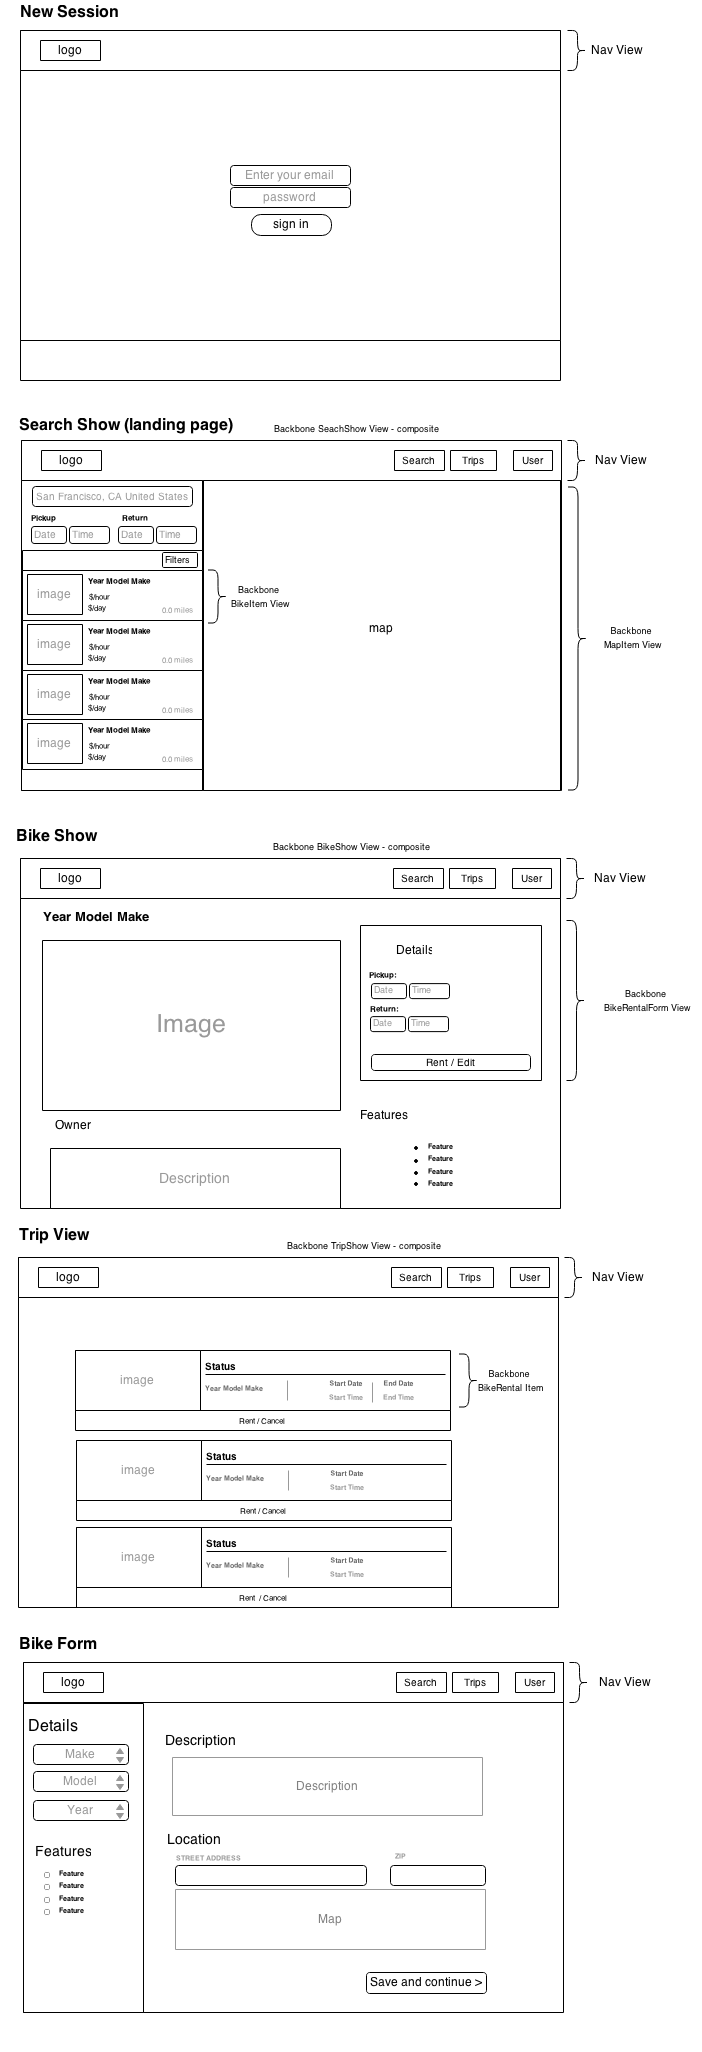 New Session
logo
Nav View
Enter your email
password
sign in
Search Show (landing page)
Backbone SeachShow View - composite
logo
Search Trips User
Nav View
San Francisco, CA United States
Pickup Return
Date Time Date Time
Filters
image
Year Model Make
$/hour
$/day
0.0 miles
Backbone
BikeItem View
image
Year Model Make
$/hour
$/day
0.0 miles
map
Backbone
MapItem View
image
Year Model Make
$/hour
$/day
0.0 miles
image
Year Model Make
$/hour
$/day
0.0 miles
Bike Show
Backbone BikeShow View - composite
logo
Search Trips User
Nav View
Year Model Make
Image
Details
Pickup:
Date Time
Return:
Date Time
Rent / Edit
Backbone
BikeRentalForm View
Owner
Description
Features
Feature
Feature
Feature
Feature
Trip View
Backbone TripShow View - composite
logo
Search Trips User
Nav View
image
Status
Year Model Make
Start Date End Date
Start Time End Time
Rent / Cancel
Backbone
BikeRental Item
image
Status
Year Model Make
Start Date
Start Time
Rent / Cancel
image
Status
Year Model Make
Start Date
Start Time
Rent / Cancel
Bike Form
logo
Search Trips User
Nav View
Details
Make
Model
Year
Features
Feature
Feature
Feature
Feature
Description
Description
Location
STREET ADDRESS ZIP
Map
Save and continue >